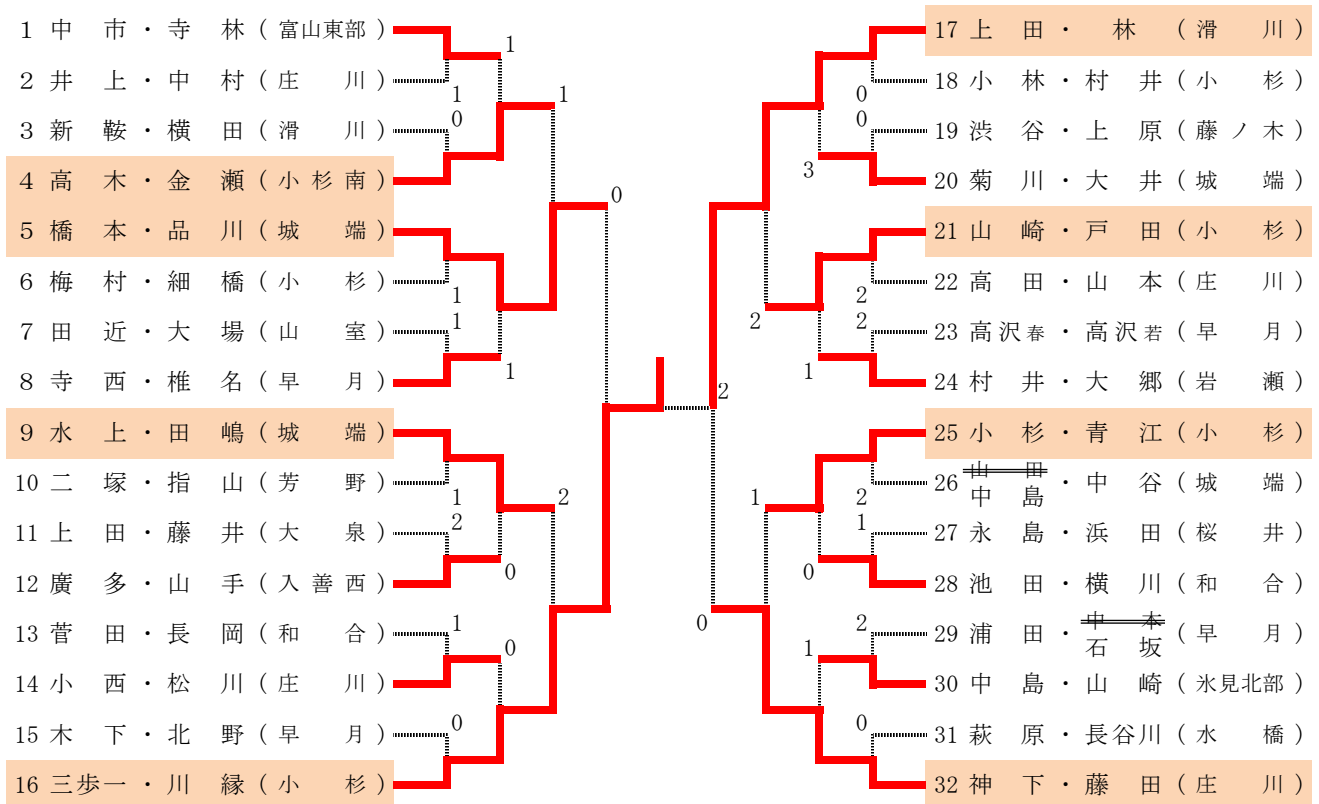 1 中 市・寺 林(富山東部)
2 井 上・中 村(庄 川)
3 新 鞍・横 田(滑 川)
4 高 木・金 瀬(小杉南)
5 橋 本・品 川(城 端)
6 梅 村・細 橋(小 杉)
7 田 近・大 場(山 室)
8 寺 西・椎 名(早 月)
9 水 上・田 嶋(城 端)
10 二 塚・指 山(芳 野)
11 上 田・藤 井(大 泉)
12 廣 多・山 手(入善西)
13 菅 田・長 岡(和 合)
14 小 西・松 川(庄 川)
15 木 下・北 野(早 月)
16 三歩一・川 縁(小 杉)
1
1
0
1
1
1
1
2
0
1
0
0
1
0
2
0
2
0
0
3
2
2
1
2
1
0
2
1
0
1
2
0
17 上 田・ 林 (滑 川)
18 小 林・村 井(小 杉)
19 渋 谷・上 原(藤ノ木)
20 菊 川・大 井(城 端)
21 山 崎・戸 田(小 杉)
22 高 田・山 本(庄 川)
23 高沢春・高沢若(早 月)
24 村 井・大 郷(岩 瀬)
25 小 杉・青 江(小 杉)
山 田
26 中 島・中 谷(城 端)
27 永 島・浜 田(桜 井)
28 池 田・横 川(和 合)
中 本
29 浦 田・石 坂(早 月)
30 中 島・山 崎(氷見北部)
31 萩 原・長谷川(水 橋)
32 神 下・藤 田(庄 川)